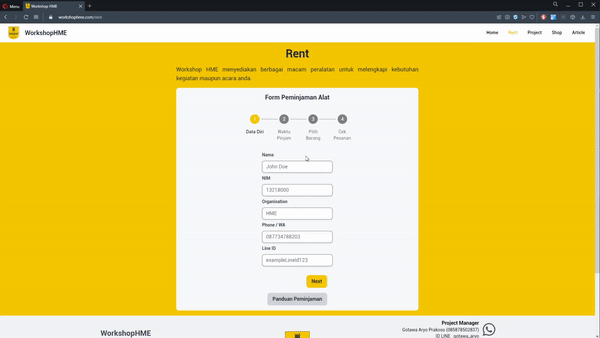 Menu
Workshop HME
workshophme.com/rent
WorkshopHME
Home
Rent
Project
Shop
Article
Rent
Workshop HME menyediakan berbagai macam peralatan untuk melengkapi kebutuhan
kegiatan maupun acara anda.
Form Peminjaman Alat
1
2
3
4
Data Diri
Waktu
Pinjam
Pilih
Barang
Cek
Pesanan
Name
John Doe
NIM
13218000
Organisation
HME
Phone / WA
087734788203
Line ID
exampleLineId123
Next
Panduan Peminjaman
WorkshopHME
Project Manager
Gotawa Aryo Prakoso (085878502837)
ID LINE gotawa_aryo